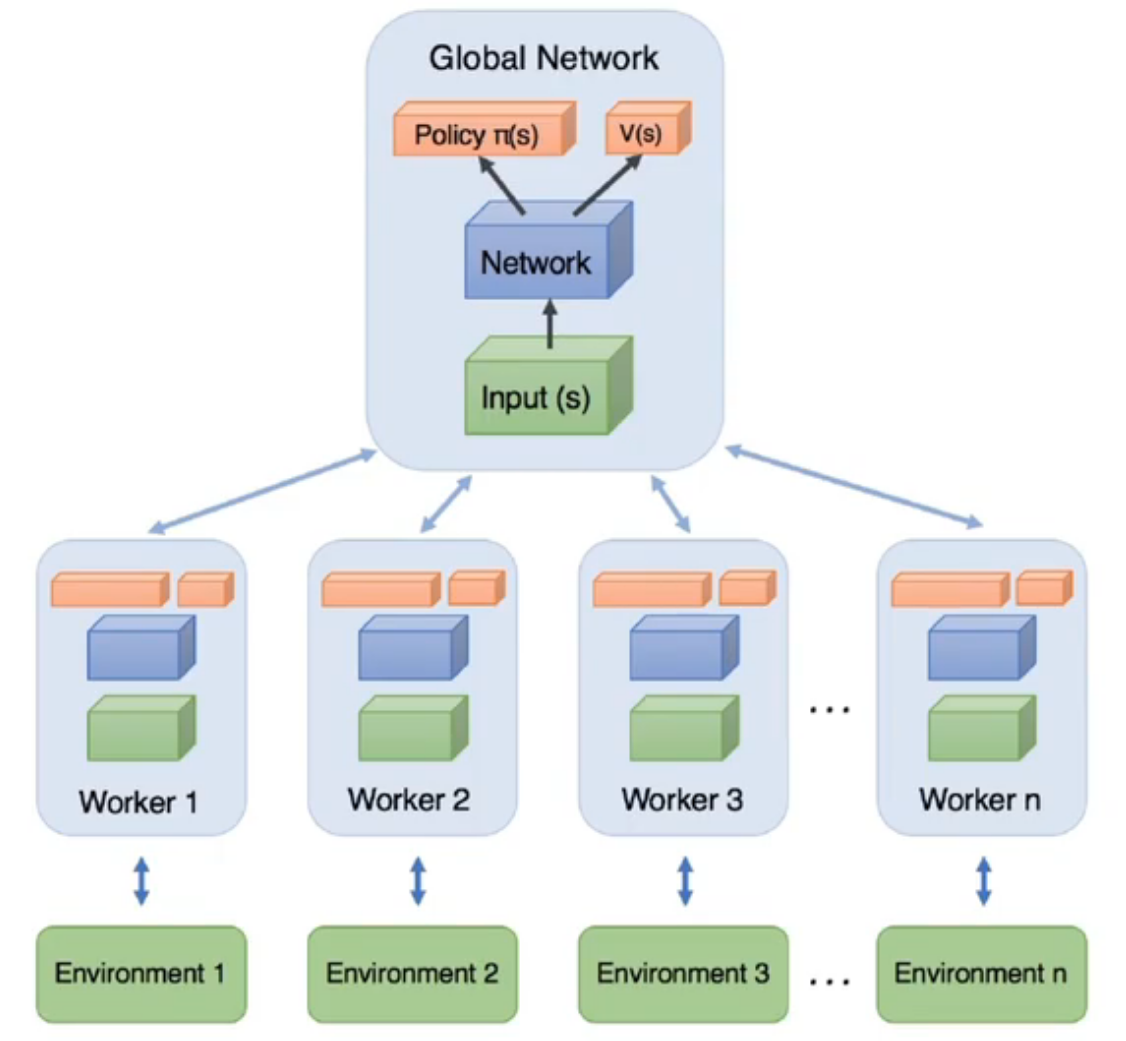 Global Network
Policy π(s)
V(s)
Network
Input (s)
Worker 1
Worker 2
Worker 3
...
Worker n
Environment 1
Environment 2
Environment 3
...
Environment n